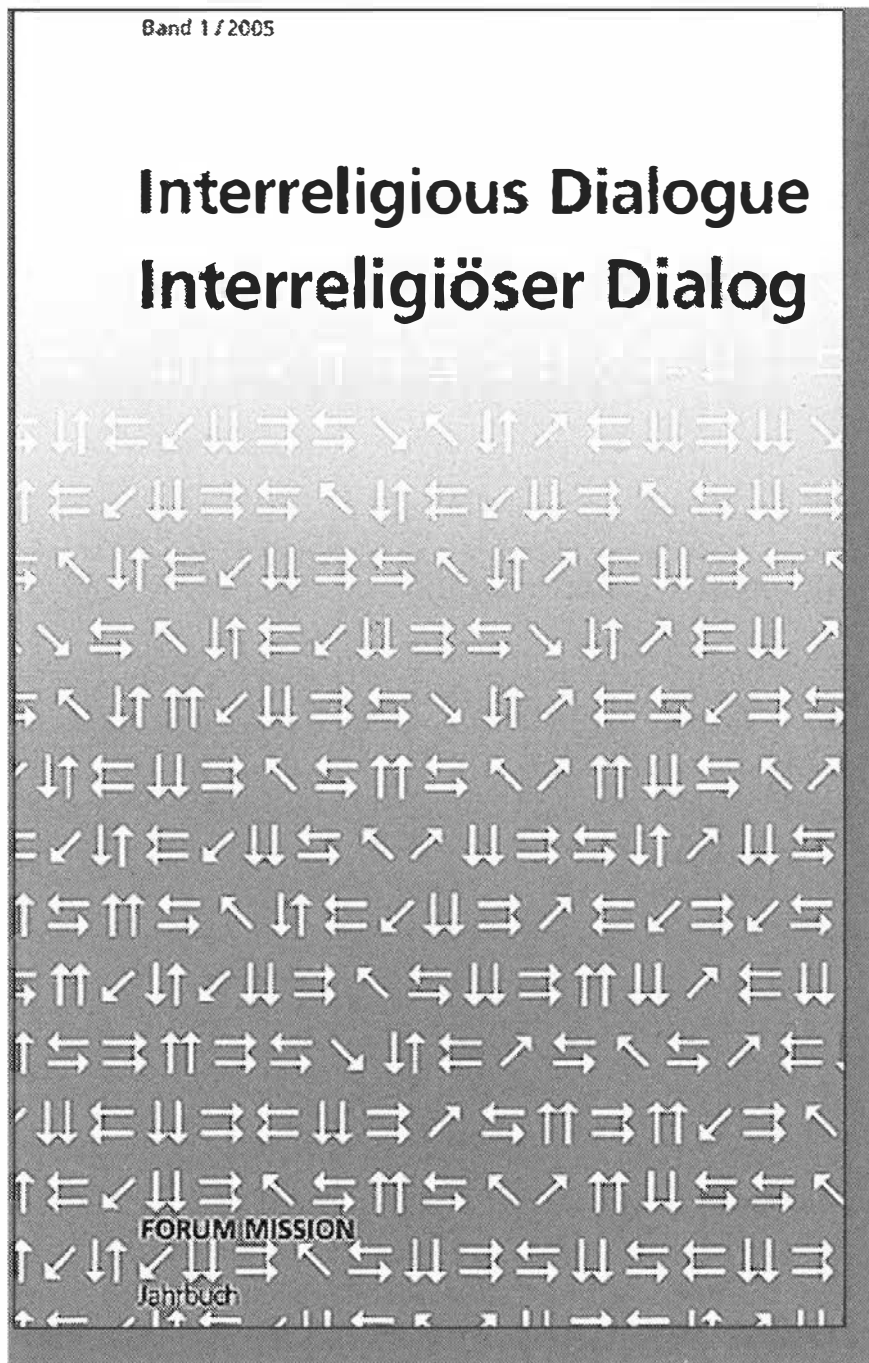 Band 1 / 2005
Interreligious Dialogue
Interreligiöser Dialog
FORUM MISSION
Jahrbuch